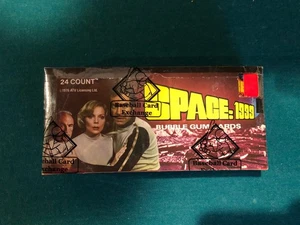 24 COUNT
SPACE: 1999
BUBBLE GUM CARDS
Baseball Card
Exchange
Baseball Card
Exchange
Baseball Card
Exchange